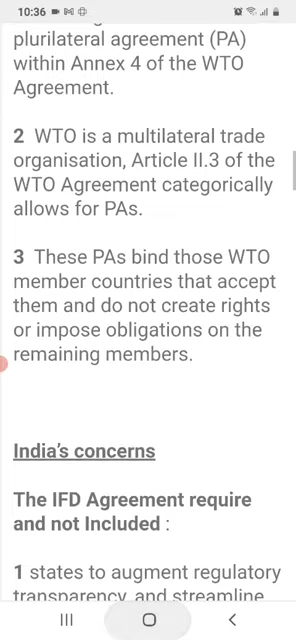 10:36
plurilateral agreement (PA)
within Annex 4 of the WTO
Agreement.
2 WTO is a multilateral trade
organisation, Article II.3 of the
WTO Agreement categorically
allows for PAs.
3 These PAs bind those WTO
member countries that accept
them and do not create rights
or impose obligations on the
remaining members.
India's concerns
The IFD Agreement require
and not Included :
1 states to augment regulatory
transparency, and streamline